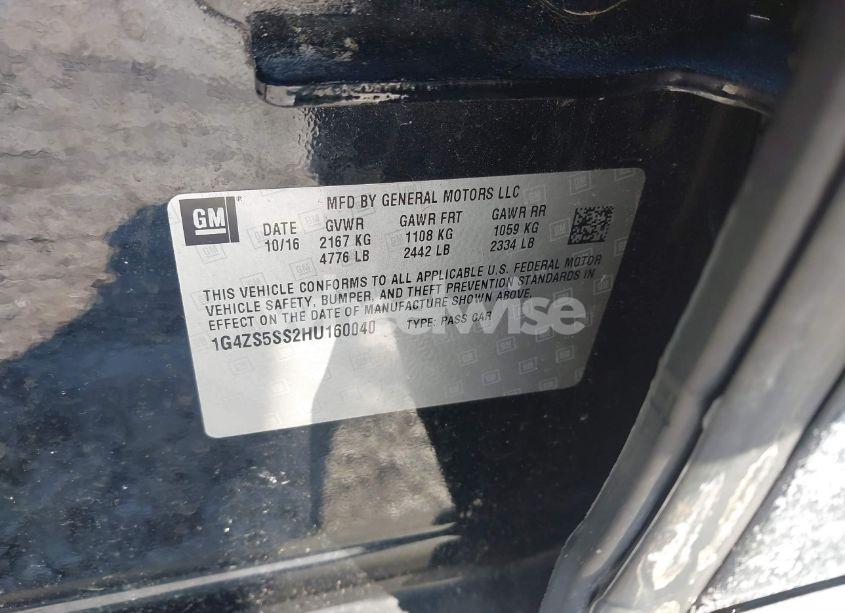 GM
MFD BY GENERAL MOTORS LLC
DATE GVWR GAWR FRT GAWR RR
10/16 2167 KG 1108 KG 1059 KG
4776 LB 2442 LB 2334 LB
THIS VEHICLE CONFORMS TO ALL APPLICABLE U.S. FEDERAL MOTOR
VEHICLE SAFETY, BUMPER, AND THEFT PREVENTION STANDARDS IN
EFFECT ON THE DATE OF MANUFACTURE SHOWN ABOVE.
1G4ZS5SS2HU160040 TYPE: PASS CAR